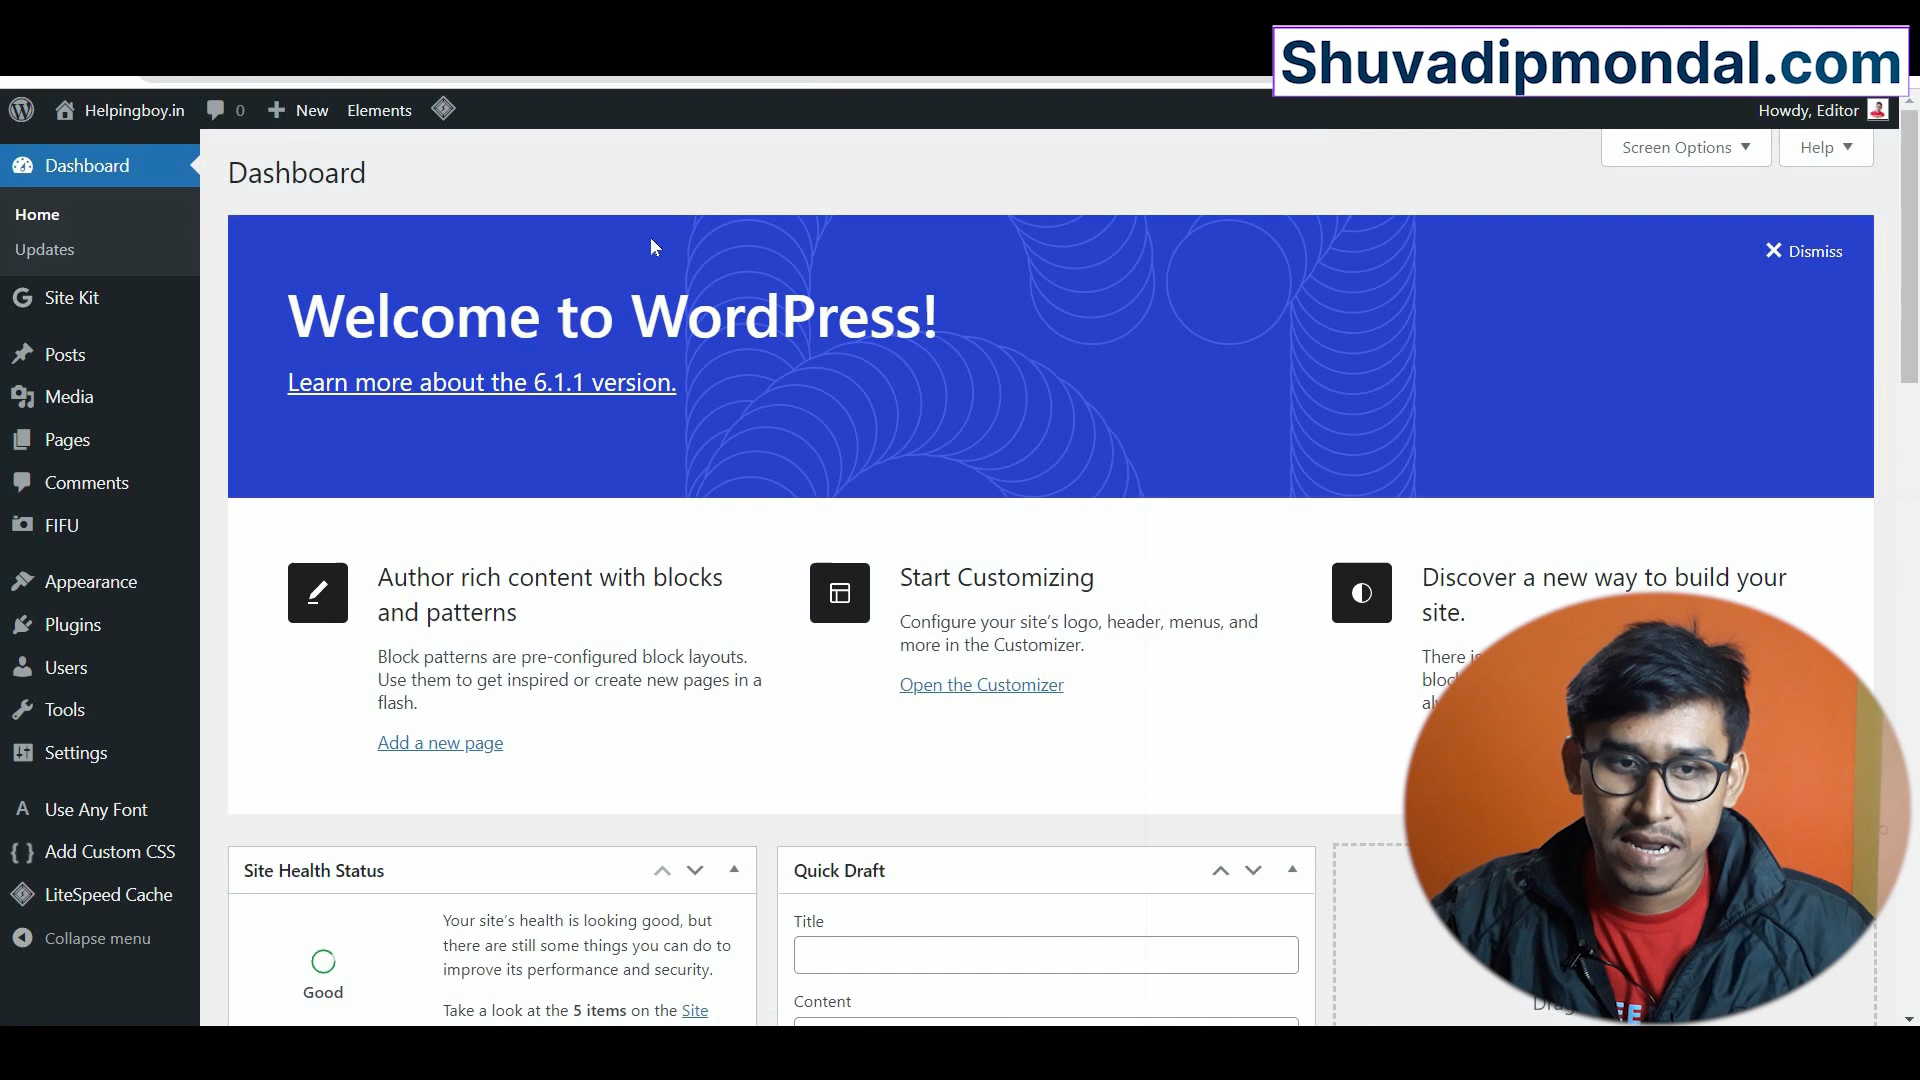 Shuvadipmondal.com
Helpingboy.in
0
New
Elements
Howdy, Editor
Dashboard
Home
Updates
Site Kit
Posts
Media
Pages
Comments
FIFU
Appearance
Plugins
Users
Tools
Settings
Use Any Font
Add Custom CSS
LiteSpeed Cache
Collapse menu
Dashboard
Screen Options
Help
Dismiss
Welcome to WordPress!
Learn more about the 6.1.1 version.
Author rich content with blocks
and patterns
Block patterns are pre-configured block layouts.
Use them to get inspired or create new pages in a
flash.
Add a new page
Start Customizing
Configure your site's logo, header, menus, and
more in the Customizer.
Open the Customizer
Discover a new way to build your
site.
There
Site Health Status
Good
Your site's health is looking good, but
there are still some things you can do to
improve its performance and security.
Take a look at the 5 items on the Site
Quick Draft
Title
Content